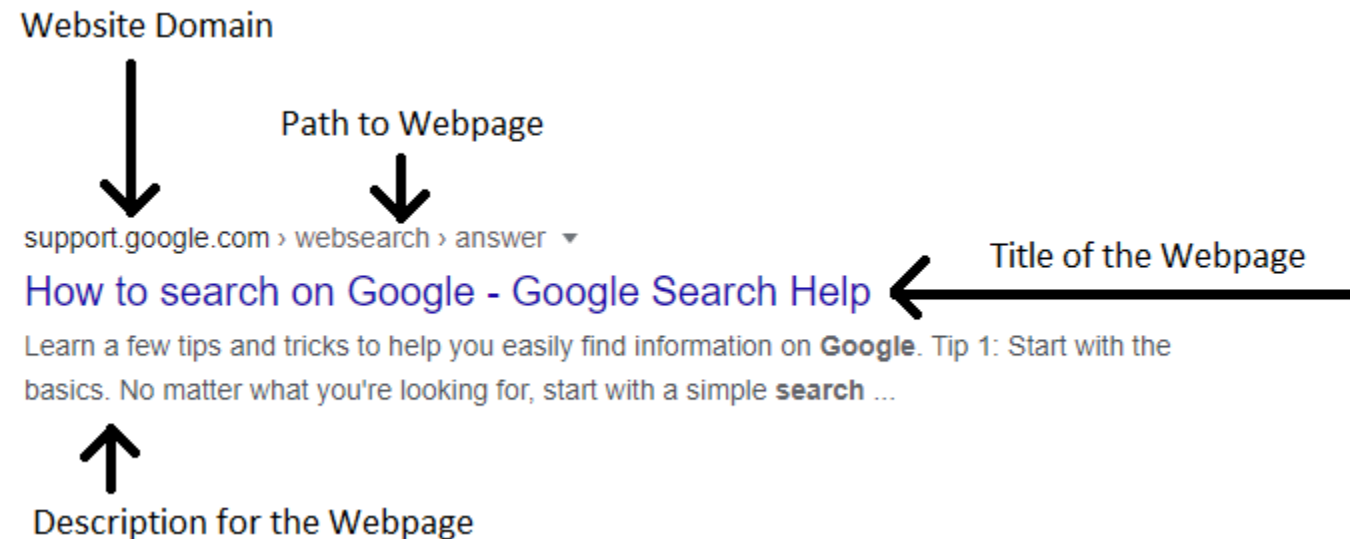 Website Domain
Path to Webpage
support.google.com › websearch › answer
Title of the Webpage
How to search on Google - Google Search Help
Learn a few tips and tricks to help you easily find information on Google. Tip 1: Start with the
basics. No matter what you're looking for, start with a simple search ...
Description for the Webpage